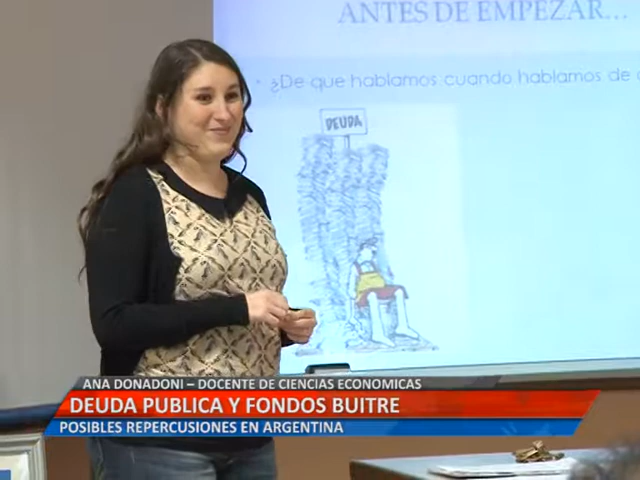 ANTES DE EMPEZAR...
• ¿De que hablamos cuando hablamos de
DEUDA
ANA DONADONI – DOCENTE DE CIENCIAS ECONOMICAS
DEUDA PUBLICA Y FONDOS BUITRE
POSIBLES REPERCUSIONES EN ARGENTINA